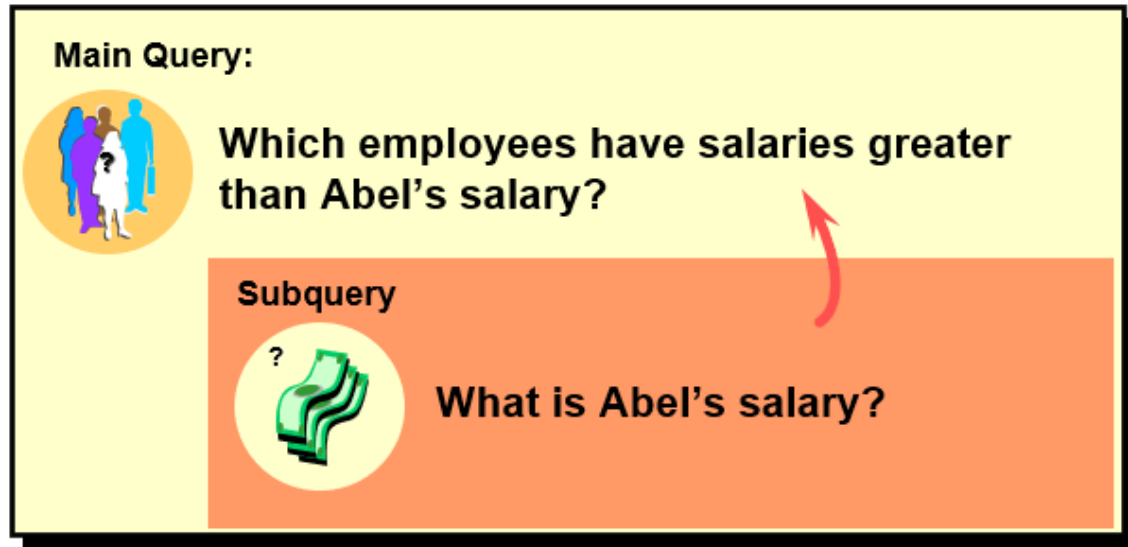 Main Query:
?
Which employees have salaries greater
than Abel’s salary?
Subquery
?
What is Abel’s salary?